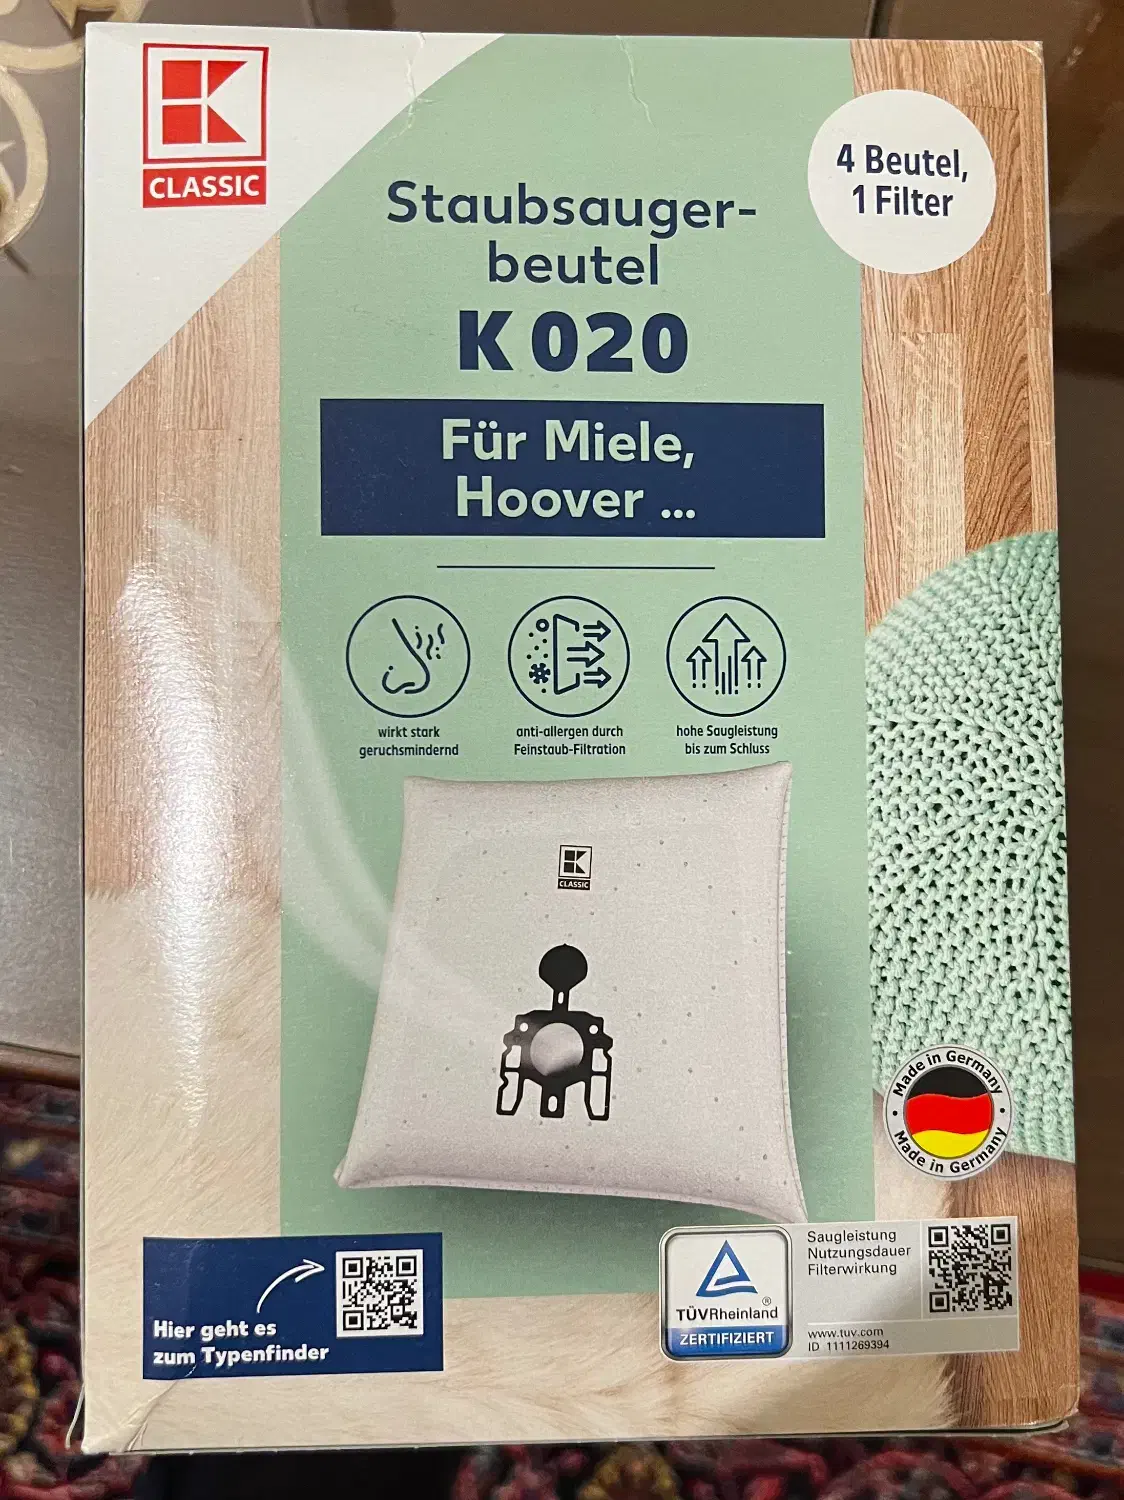 K
CLASSIC
4 Beutel,
1 Filter
Staubsauger-
beutel
K 020
Für Miele,
Hoover ...
wirkt stark
geruchsmindernd
anti-allergen durch
Feinstaub-Filtration
hohe Saugleistung
bis zum Schluss
K
CLASSIC
Made in Germany
Made in Germany
Hier geht es
zum Typenfinder
TÜVRheinland®
ZERTIFIZIERT
Saugleistung
Nutzungsdauer
Filterwirkung
www.tuv.com
ID 1111269394